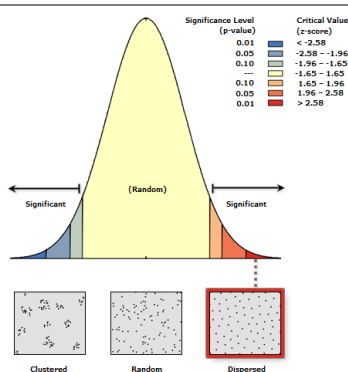 Significance Level Critical Value
(p-value) (z-score)
0.01 < -2.58
0.05 -2.58 – -1.96
0.10 -1.96 – -1.65
--- -1.65 – 1.65
0.10 1.65 – 1.96
0.05 1.96 – 2.58
0.01 > 2.58
(Random)
Significant Significant
Clustered Random Dispersed